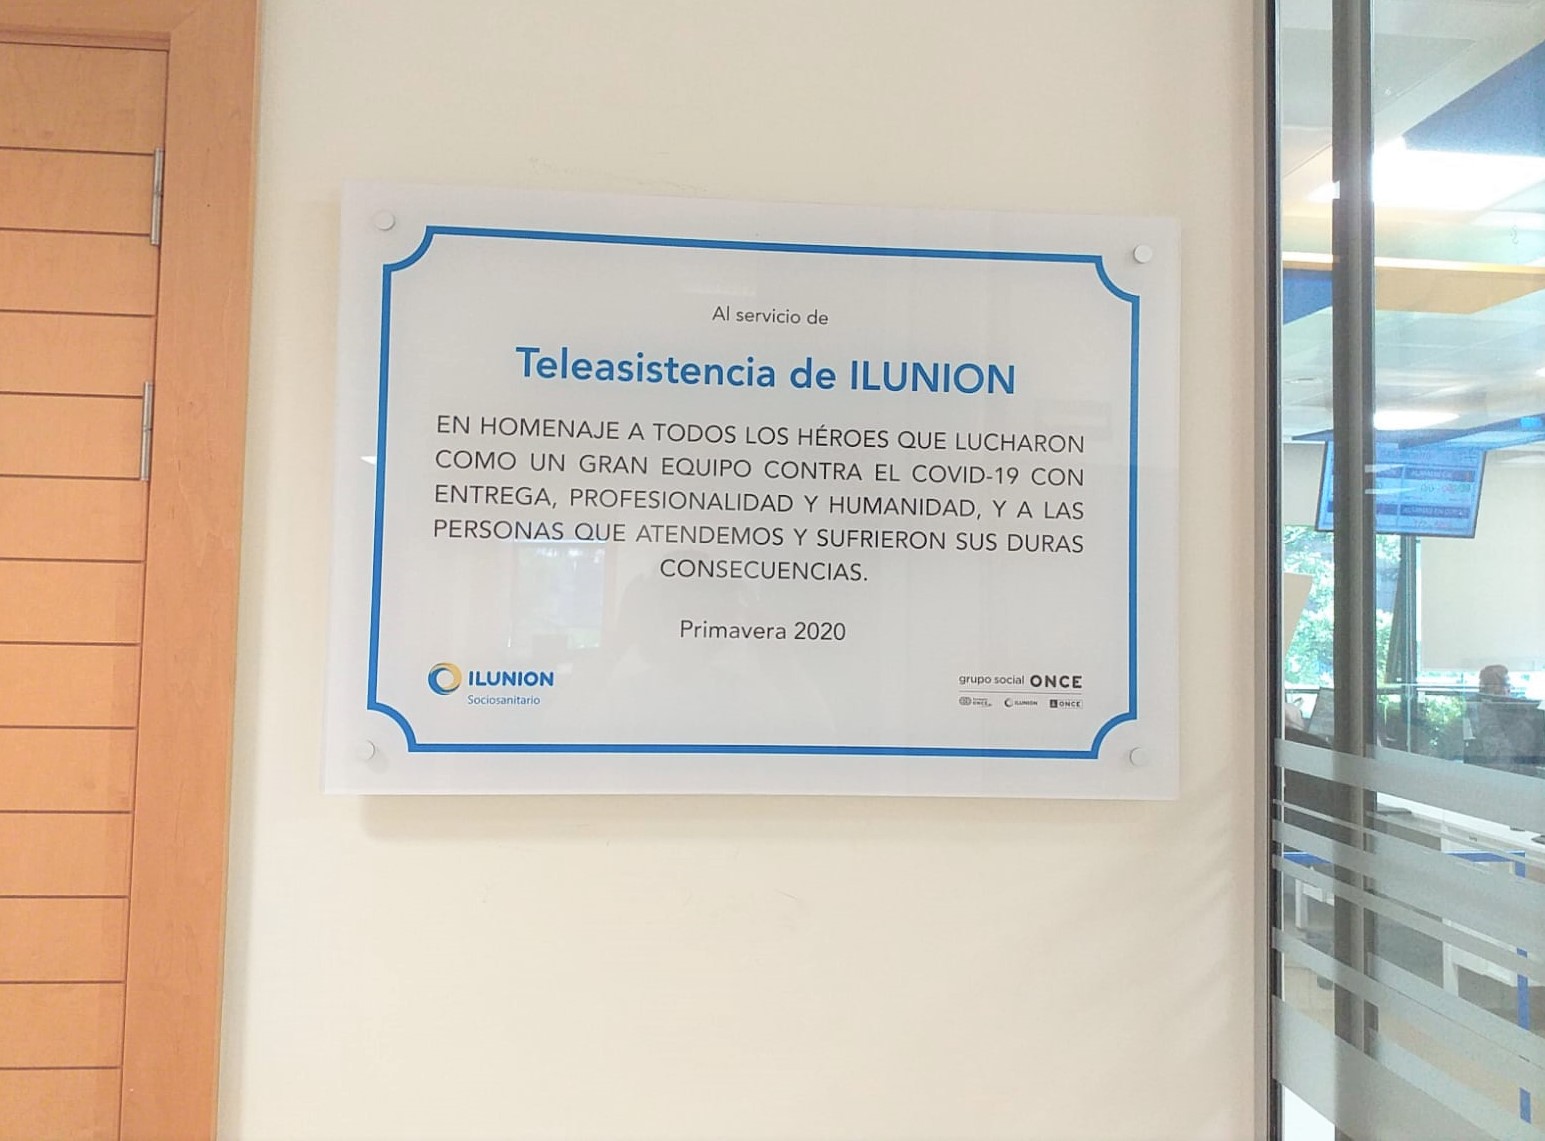 Al servicio de
Teleasistencia de ILUNION
EN HOMENAJE A TODOS LOS HÉROES QUE LUCHARON
COMO UN GRAN EQUIPO CONTRA EL COVID-19 CON
ENTREGA, PROFESIONALIDAD Y HUMANIDAD, Y A LAS
PERSONAS QUE ATENDEMOS Y SUFRIERON SUS DURAS
CONSECUENCIAS.
Primavera 2020
ILUNION
Sociosanitario
grupo social ONCE
ONCE ILUNION ONCE